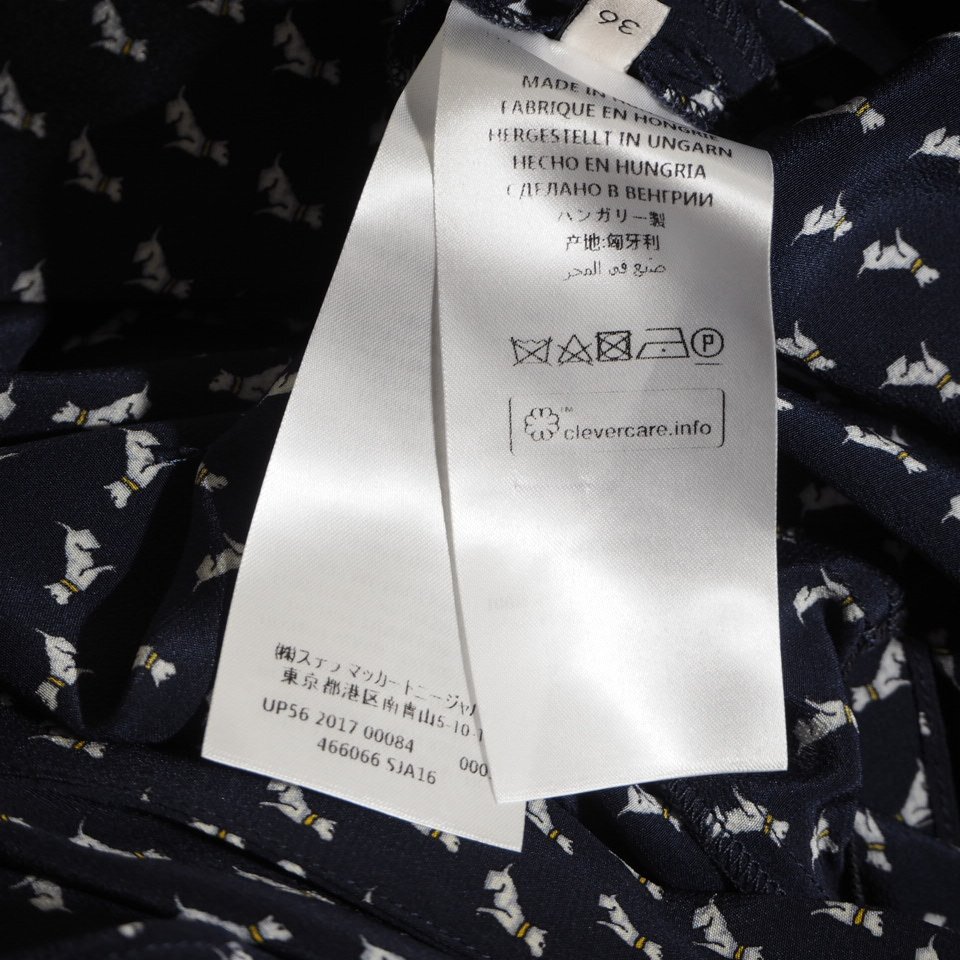 36
MADE IN
FABRIQUE EN HONGRIE
HERGESTELLT IN UNGARN
HECHO EN HUNGRIA
СДЕЛАНО В ВЕНГРИИ
ハンガリー製
产地:匈牙利
صنع في المجر
P
TM
clevercare.info
㈱ステラ マッカートニージャパ
東京都港区南青山5-10-
UP56 2017 00084 000
466066 SJA16